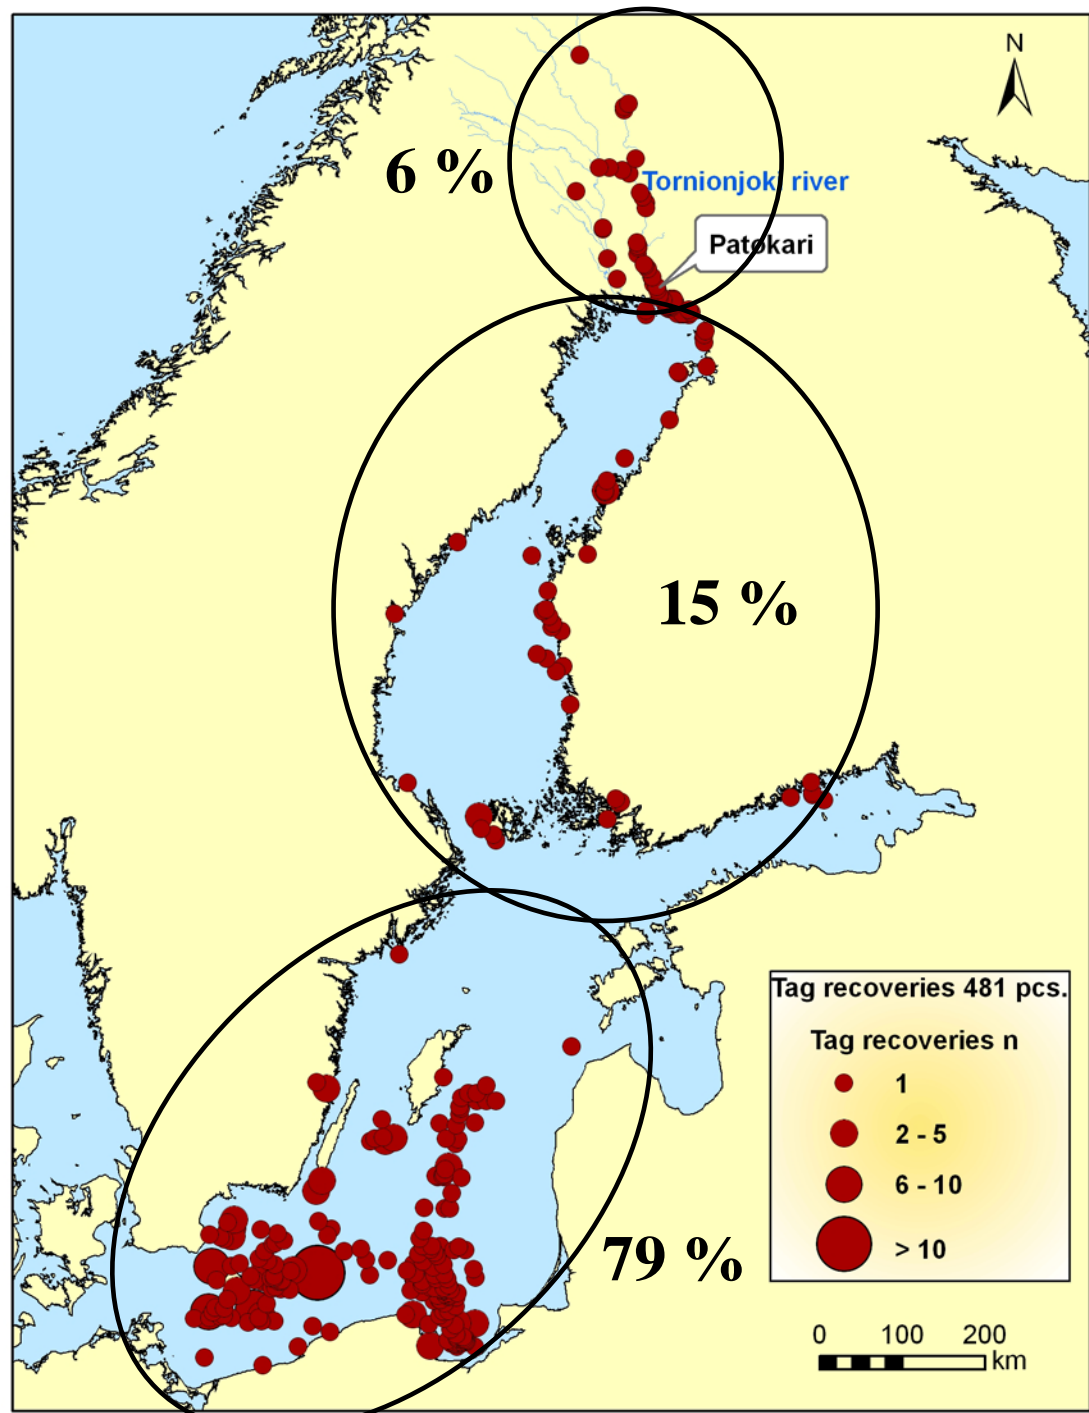 N
6 %
Tornionjoki river
Patokari
15 %
Tag recoveries 481 pcs.
Tag recoveries n
1
2 - 5
6 - 10
> 10
79 %
0 100 200
km